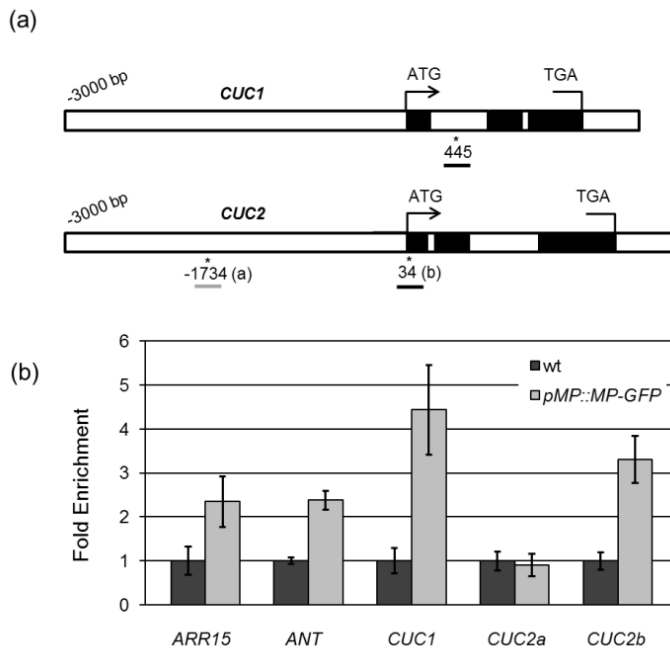 (a)
-3000 bp
CUC1
ATG
TGA
*
445
-3000 bp
CUC2
ATG
TGA
*
-1734 (a)
*
34 (b)
(b)
Fold Enrichment
6
5
4
3
2
1
0
wt
pMP::MP-GFP
ARR15 ANT CUC1 CUC2a CUC2b